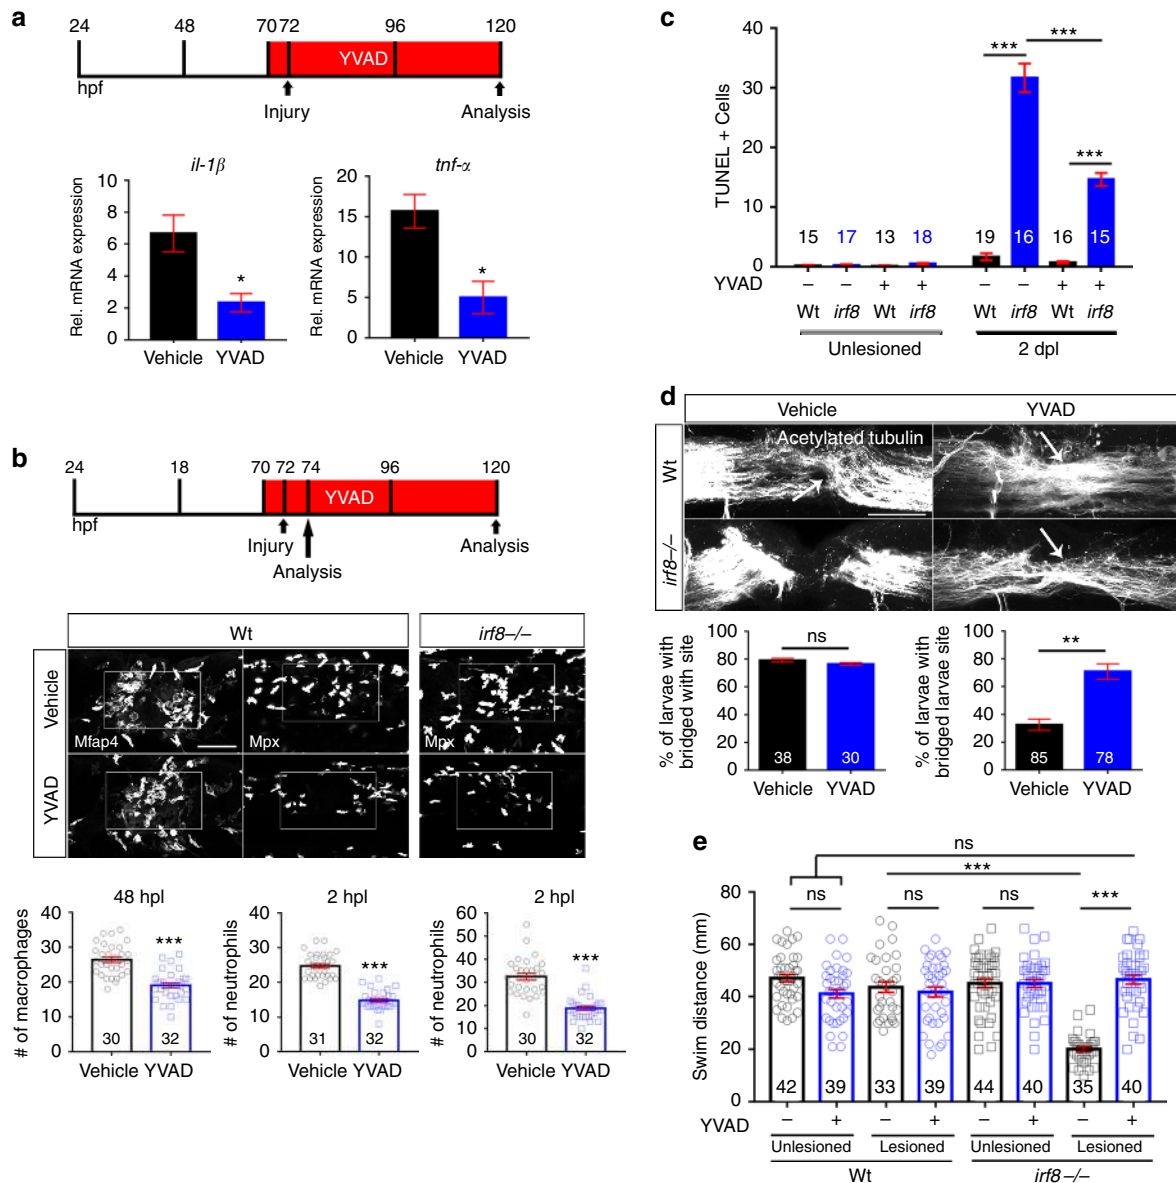 a
24 48 70 72 96 120
YVAD
hpf
Injury Analysis
il-1β
Rel. mRNA expression
10
8
6
4
2
0
*
Vehicle YVAD
tnf-α
Rel. mRNA expression
20
15
10
5
0
*
Vehicle YVAD
b
24 18 70 72 74 96 120
YVAD
hpf
Injury Analysis
Analysis
Wt irf8–/–
Vehicle
Mfap4 Mpx Mpx
YVAD
48 hpl
# of macrophages
40
30
20
10
0
***
30 32
Vehicle YVAD
2 hpl
# of neutrophils
40
30
20
10
0
***
31 32
Vehicle YVAD
2 hpl
# of neutrophils
60
50
40
30
20
10
0
***
30 32
Vehicle YVAD
c
TUNEL + Cells
40
30
20
10
0
*** ***
***
15 17 13 18 19 16 16 15
YVAD – – + + – – + +
Wt irf8 Wt irf8 Wt irf8 Wt irf8
Unlesioned 2 dpl
d
Vehicle YVAD
Wt
Acetylated tubulin
irf8–/–
% of larvae with
bridged with site
100
80
60
40
20
0
ns
38 30
Vehicle YVAD
% of larvae with
bridged larvae site
100
80
60
40
20
0
**
85 78
Vehicle YVAD
e
Swim distance (mm)
80
60
40
20
0
ns
***
ns ns ns ***
42 39 33 39 44 40 35 40
YVAD – + – + – + – +
Unlesioned Lesioned Unlesioned Lesioned
Wt irf8–/–